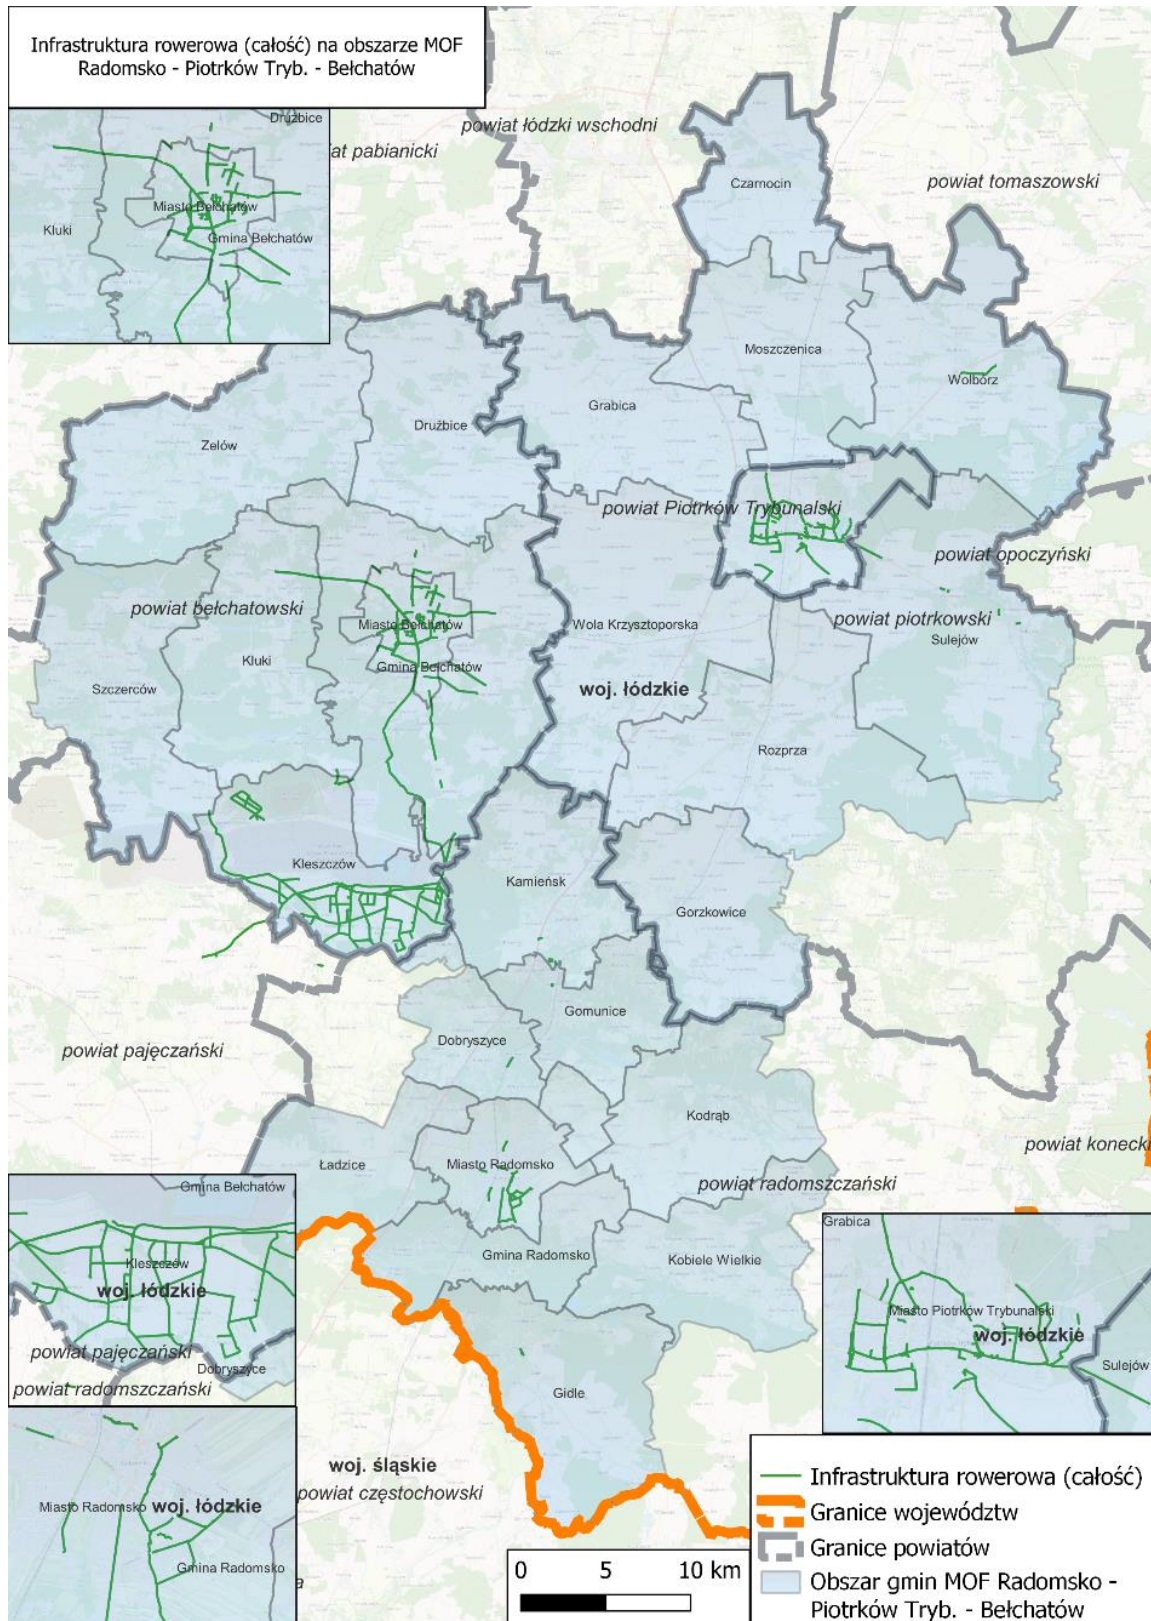 Infrastruktura rowerowa (całość) na obszarze MOF
Radomsko - Piotrków Tryb. - Bełchatów
Drużbice
Miasto Bełchatów
Kluki
Gmina Bełchatów
iat pabianicki
powiat łódzki wschodni
powiat tomaszowski
Czarnocin
Moszczenica
Wolbórz
Grabica
Drużbice
Zelów
powiat Piotrków Trybunalski
powiat opoczyński
powiat bełchatowski
Miasto Bełchatów
Wola Krzysztoporska
powiat piotrkowski
Sulejów
Kluki
Gmina Bełchatów
Szczerców
woj. łódzkie
Rozprza
Kleszczów
Kamieńsk
Gorzkowice
Gomunice
Dobryszyce
powiat pajęczański
Kodrąb
powiat konecki
Ładzice
Miasto Radomsko
powiat radomszczański
Gmina Radomsko
Kobiele Wielkie
Gidle
woj. śląskie
powiat częstochowski
Gmina Bełchatów
Kleszczów
woj. łódzkie
powiat pajęczański
Dobryszyce
powiat radomszczański
Miasto Radomsko
woj. łódzkie
Gmina Radomsko
a
Grabica
Miasto Piotrków Trybunalski
woj. łódzkie
Sulejów
0 5 10 km
Infrastruktura rowerowa (całość)
Granice województw
Granice powiatów
Obszar gmin MOF Radomsko -
Piotrków Tryb. - Bełchatów